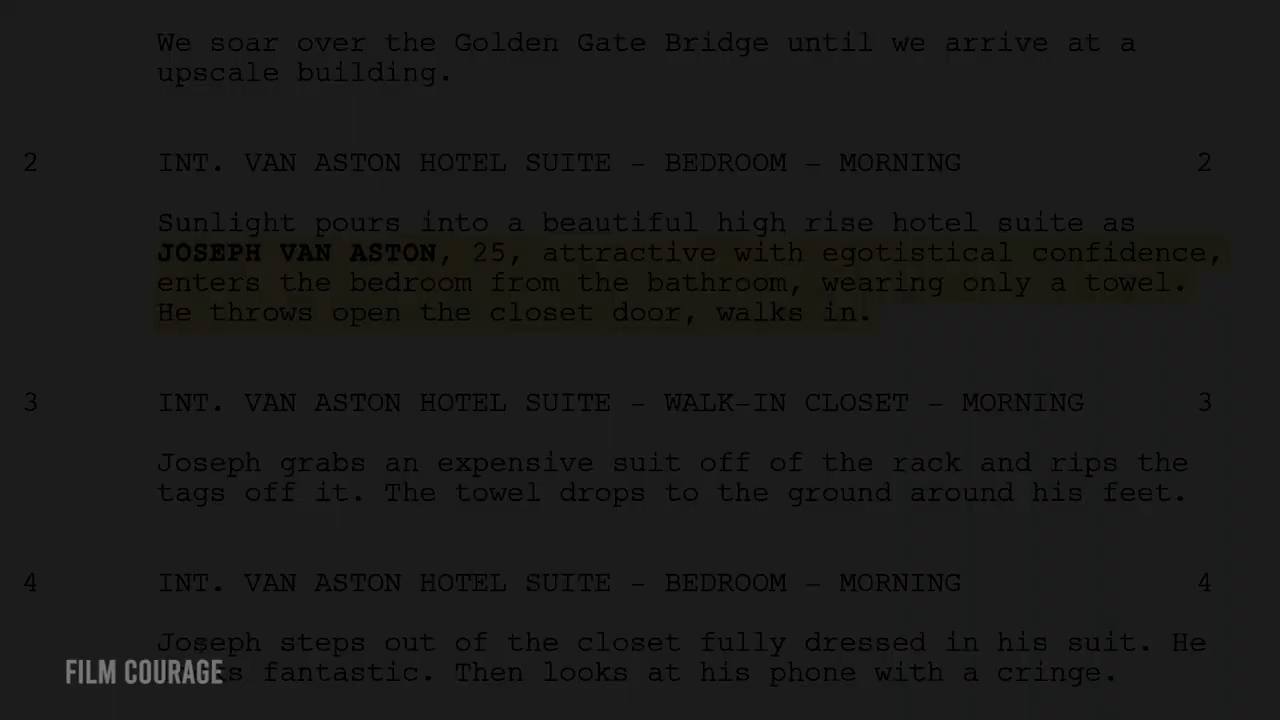 We soar over the Golden Gate Bridge until we arrive at a
upscale building.
2 INT. VAN ASTON HOTEL SUITE - BEDROOM - MORNING 2
Sunlight pours into a beautiful high rise hotel suite as
JOSEPH VAN ASTON, 25, attractive with egotistical confidence,
enters the bedroom from the bathroom, wearing only a towel.
He throws open the closet door, walks in.
3 INT. VAN ASTON HOTEL SUITE - WALK-IN CLOSET - MORNING 3
Joseph grabs an expensive suit off of the rack and rips the
tags off it. The towel drops to the ground around his feet.
4 INT. VAN ASTON HOTEL SUITE - BEDROOM - MORNING 4
Joseph steps out of the closet fully dressed in his suit. He
fantastic. Then looks at his phone with a cringe.
FILM COURAGE